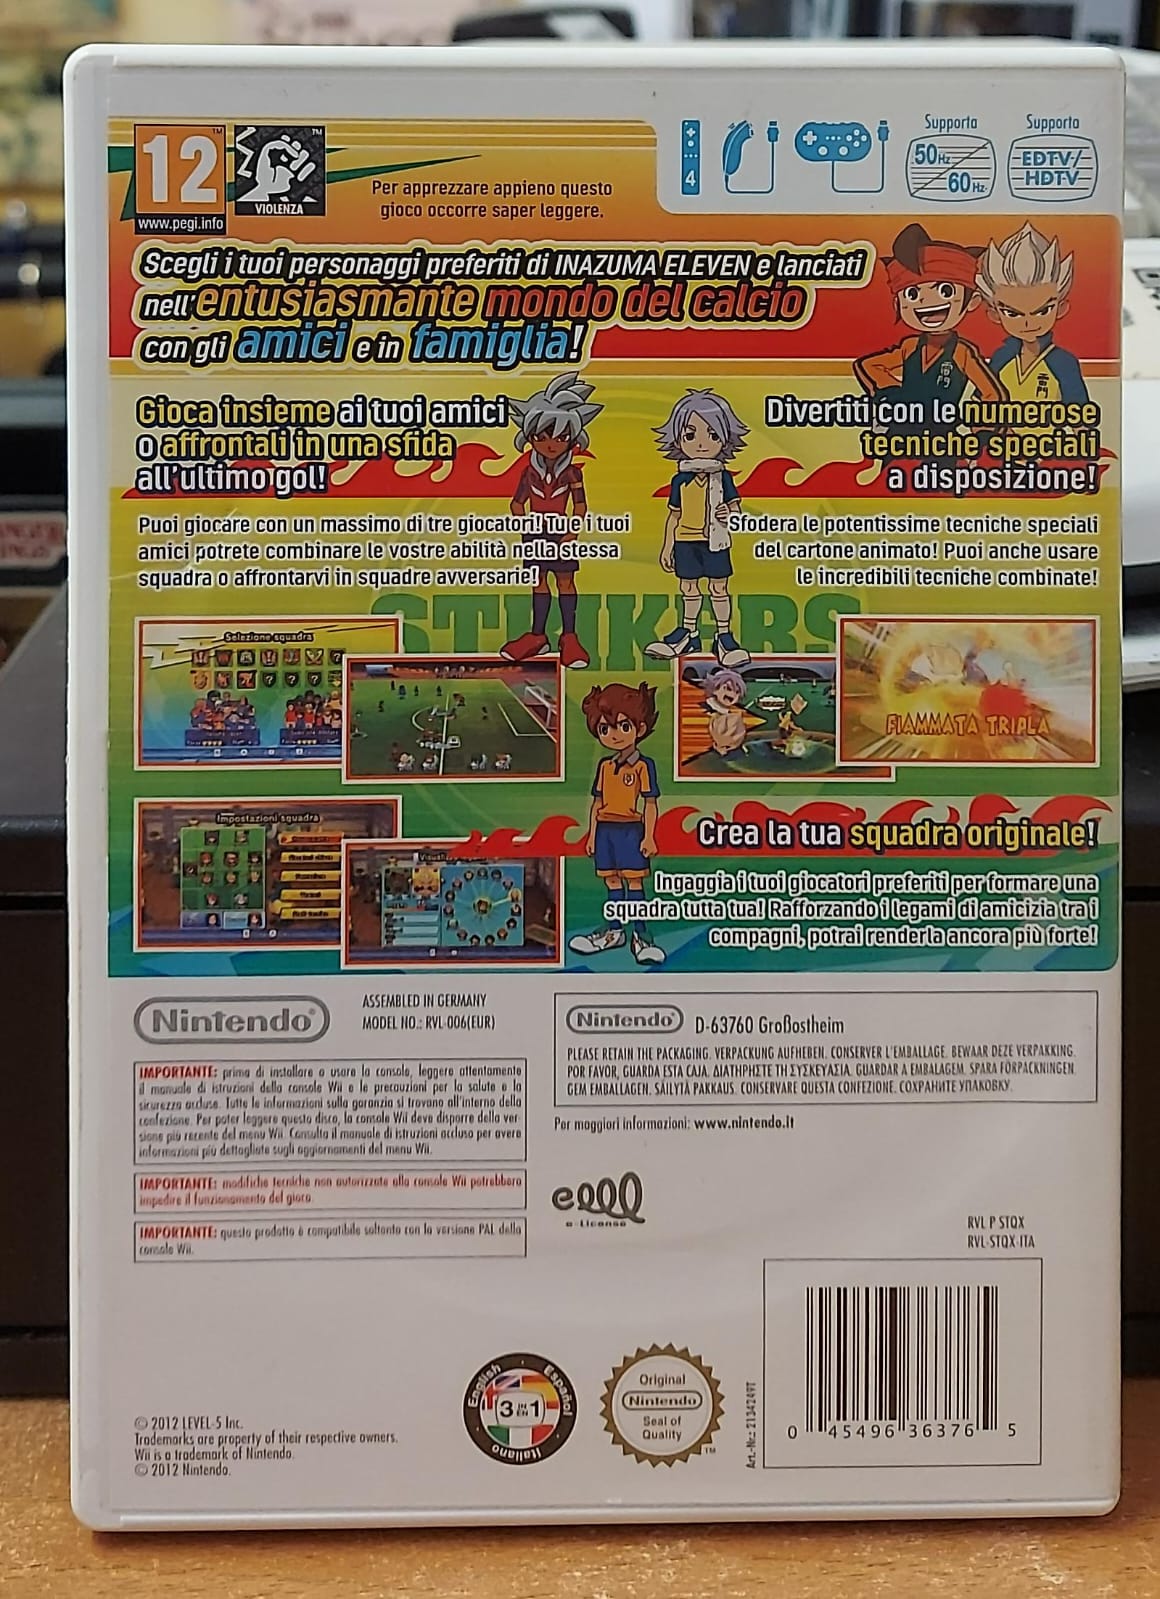 12
www.pegi.info
VIOLENZA
Per apprezzare appieno questo
gioco occorre saper leggere.
4
Supporta
50Hz
60Hz
Supporta
EDTV/
HDTV
Scegli i tuoi personaggi preferiti di INAZUMA ELEVEN e lanciati
nell'entusiasmante mondo del calcio
con gli amici e in famiglia!
Gioca insieme ai tuoi amici
o affrontali in una sfida
all'ultimo gol!
Divertiti con le numerose
tecniche speciali
a disposizione!
Puoi giocare con un massimo di tre giocatori! Tu e i tuoi
amici potrete combinare le vostre abilità nella stessa
squadra o affrontarvi in squadre avversarie!
Sfodera le potentissime tecniche speciali
del cartone animato! Puoi anche usare
le incredibili tecniche combinate!
STRIKERS
Selezione squadra
FIAMMATA TRIPLA
Impostazioni squadra
Crea la tua squadra originale!
Ingaggia i tuoi giocatori preferiti per formare una
squadra tutta tua! Rafforzando i legami di amicizia tra i
compagni, potrai renderla ancora più forte!
Nintendo®
ASSEMBLED IN GERMANY
MODEL NO.: RVL-006(EUR)
Nintendo® D-63760 Großostheim
PLEASE RETAIN THE PACKAGING. VERPACKUNG AUFHEBEN. CONSERVER L'EMBALLAGE. BEWAAR DEZE VERPAKKING.
POR FAVOR, GUARDA ESTA CAJA. ΔΙΑΤΗΡΗΣΤΕ ΤΗ ΣΥΣΚΕΥΑΣΙΑ. GUARDAR A EMBALAGEM. SPARA FÖRPACKNINGEN.
GEM EMBALLAGEN. SÄILYTÄ PAKKAUS. CONSERVARE QUESTA CONFEZIONE. СОХРАНИТЕ УПАКОВКУ.
IMPORTANTE: prima di installare o usare la console, leggere attentamente
il manuale di istruzioni della console Wii e le precauzioni per la salute e la
sicurezza accluse. Tutte le informazioni sulla garanzia si trovano all'interno della
confezione. Per poter leggere questo disco, la console Wii deve disporre della ver-
sione più recente del menu Wii. Consulta il manuale di istruzioni accluso per avere
informazioni più dettagliate sugli aggiornamenti del menu Wii.
IMPORTANTE: modifiche tecniche non autorizzate alla console Wii potrebbero
impedire il funzionamento del gioco.
IMPORTANTE: questo prodotto è compatibile soltanto con la versione PAL della
console Wii.
Per maggiori informazioni: www.nintendo.it
e-License
RVL P STQX
RVL-STQX-ITA
English Español
3 IN EN 1
Italiano
Original
Nintendo®
Seal of
Quality
TM
Art.-Nr.: 2134249T
0 45496 36376 5
© 2012 LEVEL-5 Inc.
Trademarks are property of their respective owners.
Wii is a trademark of Nintendo.
© 2012 Nintendo.